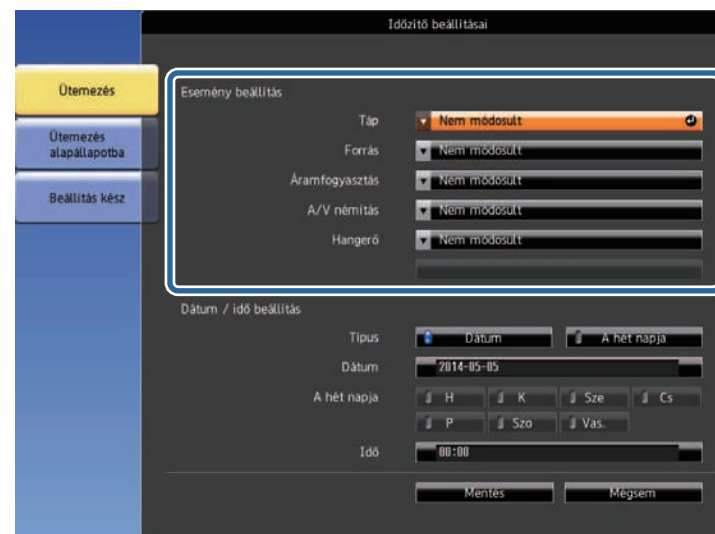 Időzítő beállításai
Ütemezés
Ütemezés
alapállapotba
Beállítás kész
Esemény beállítás
Táp Nem módosult
Forrás Nem módosult
Áramfogyasztás Nem módosult
A/V némítás Nem módosult
Hangerő Nem módosult
Dátum / idő beállítás
Típus Dátum A hét napja
Dátum 2014-05-05
A hét napja H K Sze Cs
P Szo Vas.
Idő 00:00
Mentés Mégsem